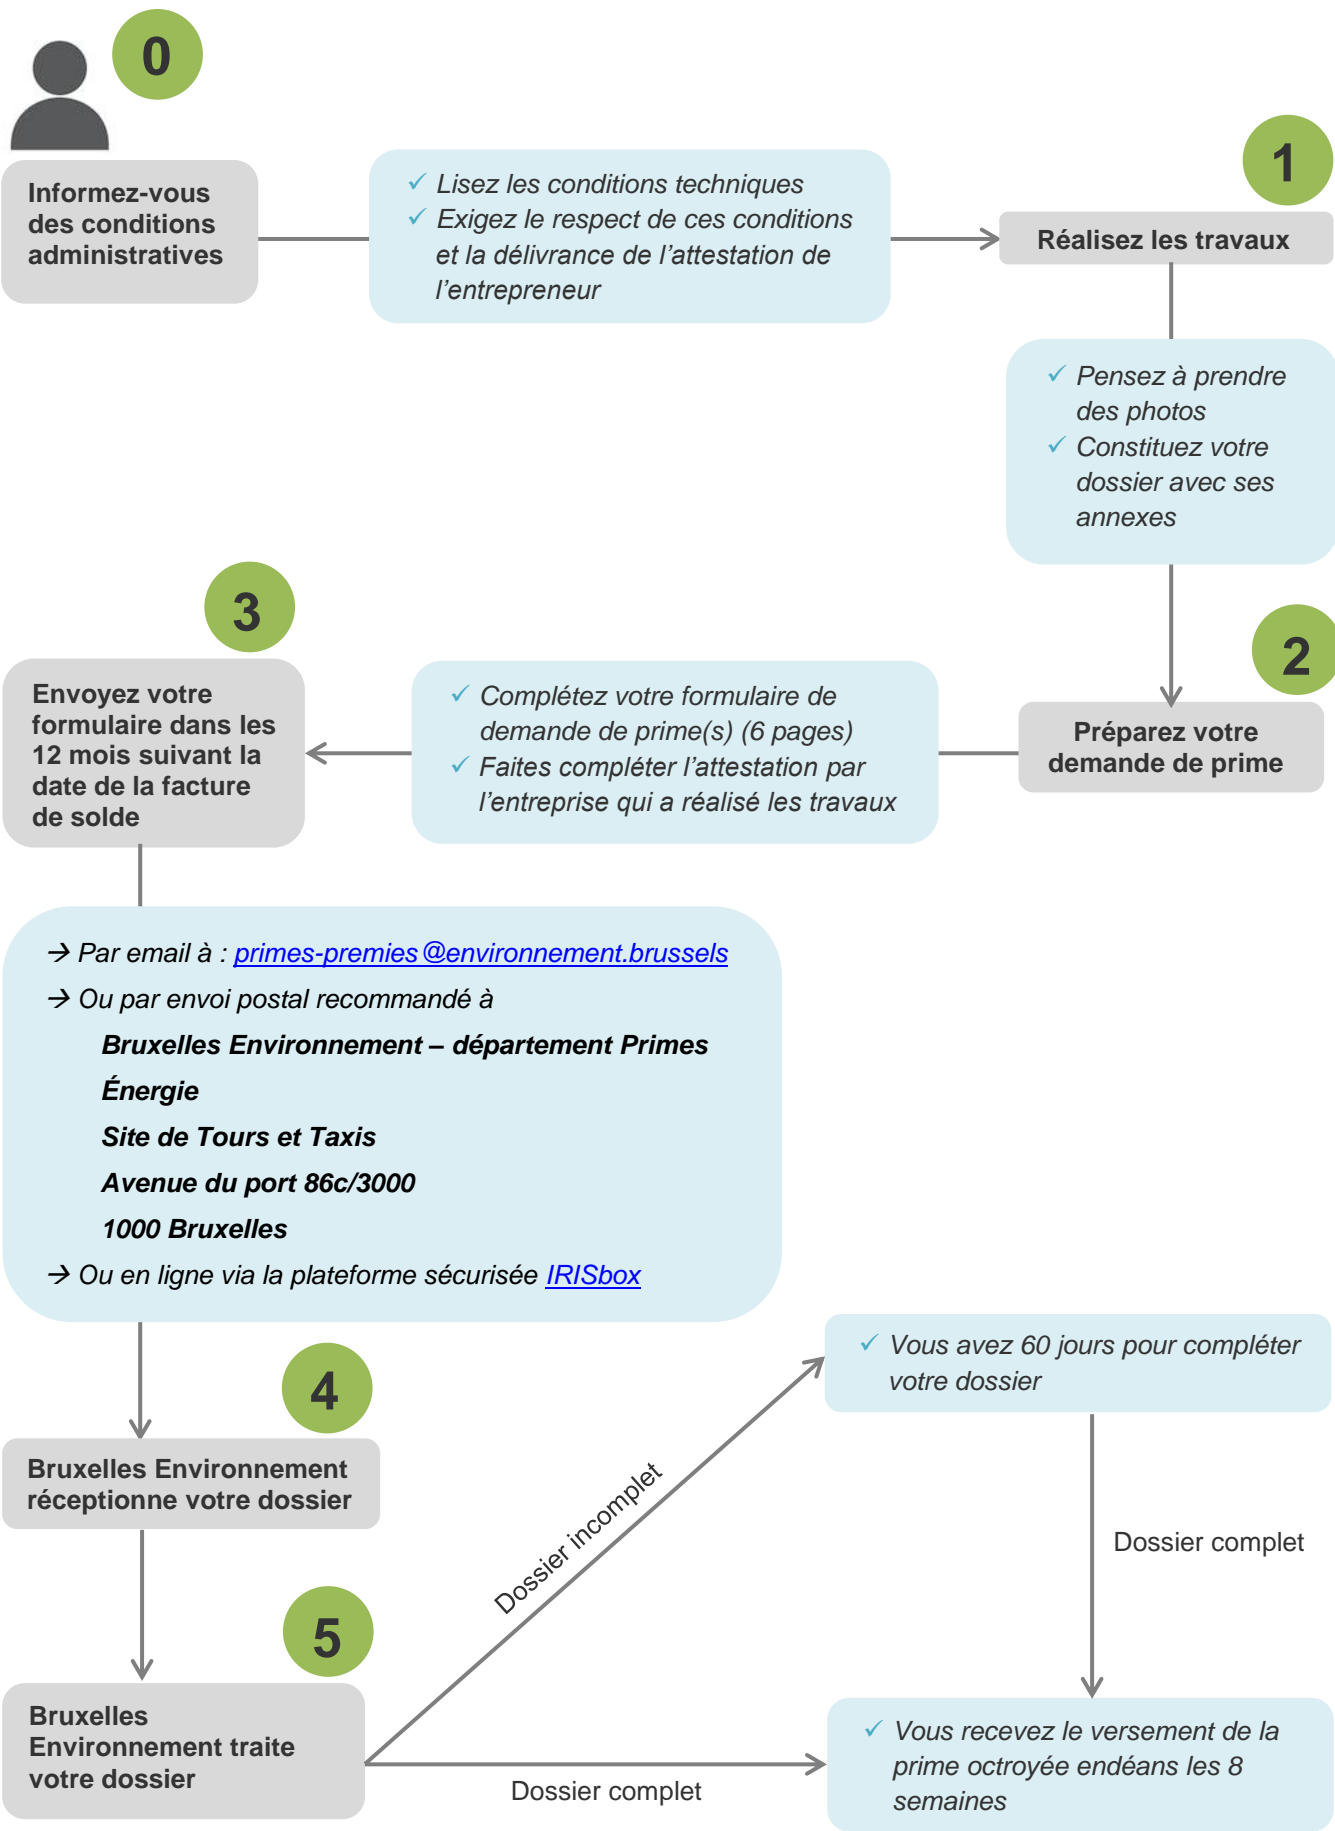 0
Informez-vous
des conditions
administratives
✓ Lisez les conditions techniques
✓ Exigez le respect de ces conditions
et la délivrance de l'attestation de
l'entrepreneur
1
Réalisez les travaux
✓ Pensez à prendre
des photos
✓ Constituez votre
dossier avec ses
annexes
2
Préparez votre
demande de prime
✓ Complétez votre formulaire de
demande de prime(s) (6 pages)
✓ Faites compléter l'attestation par
l'entreprise qui a réalisé les travaux
3
Envoyez votre
formulaire dans les
12 mois suivant la
date de la facture
de solde
→ Par email à : primes-premies@environnement.brussels
→ Ou par envoi postal recommandé à
Bruxelles Environnement – département Primes
Énergie
Site de Tours et Taxis
Avenue du port 86c/3000
1000 Bruxelles
→ Ou en ligne via la plateforme sécurisée IRISbox
4
Bruxelles Environnement
réceptionne votre dossier
5
Bruxelles
Environnement traite
votre dossier
Dossier incomplet
✓ Vous avez 60 jours pour compléter
votre dossier
Dossier complet
Dossier complet
✓ Vous recevez le versement de la
prime octroyée endéans les 8
semaines